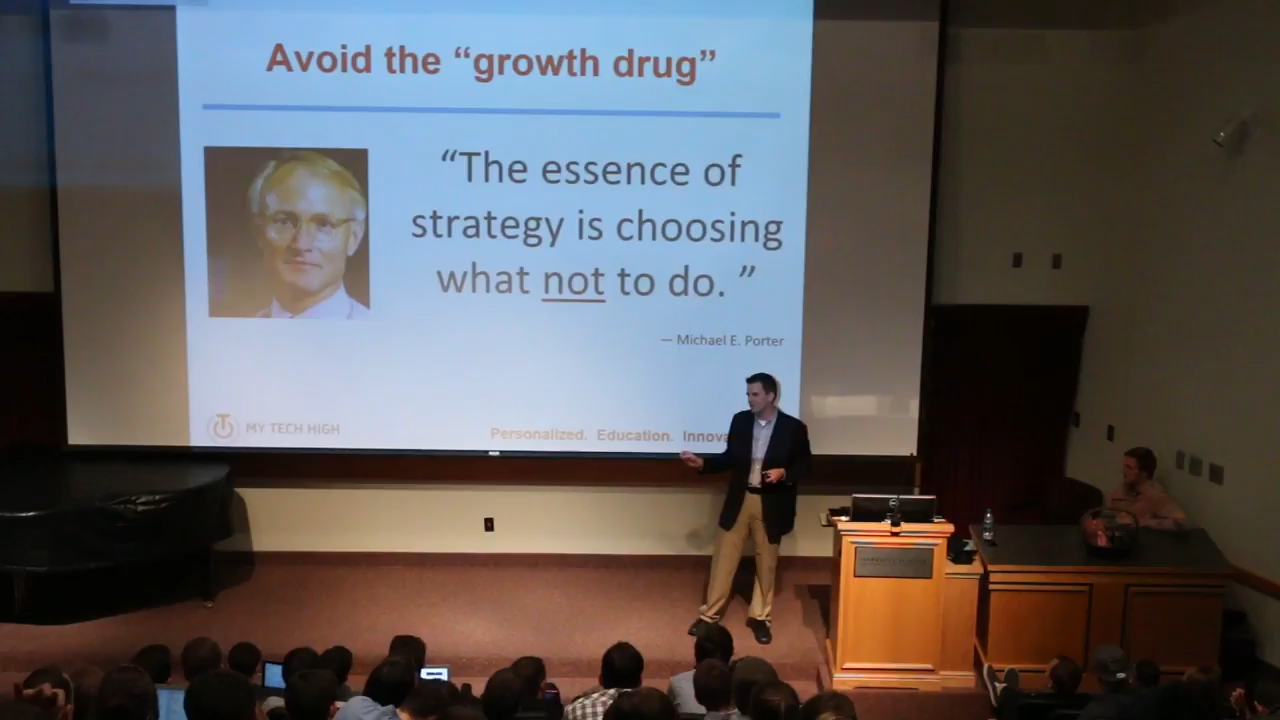 Avoid the “growth drug”
“The essence of
strategy is choosing
what not to do. ”
— Michael E. Porter
MY TECH HIGH
Personalized. Education.